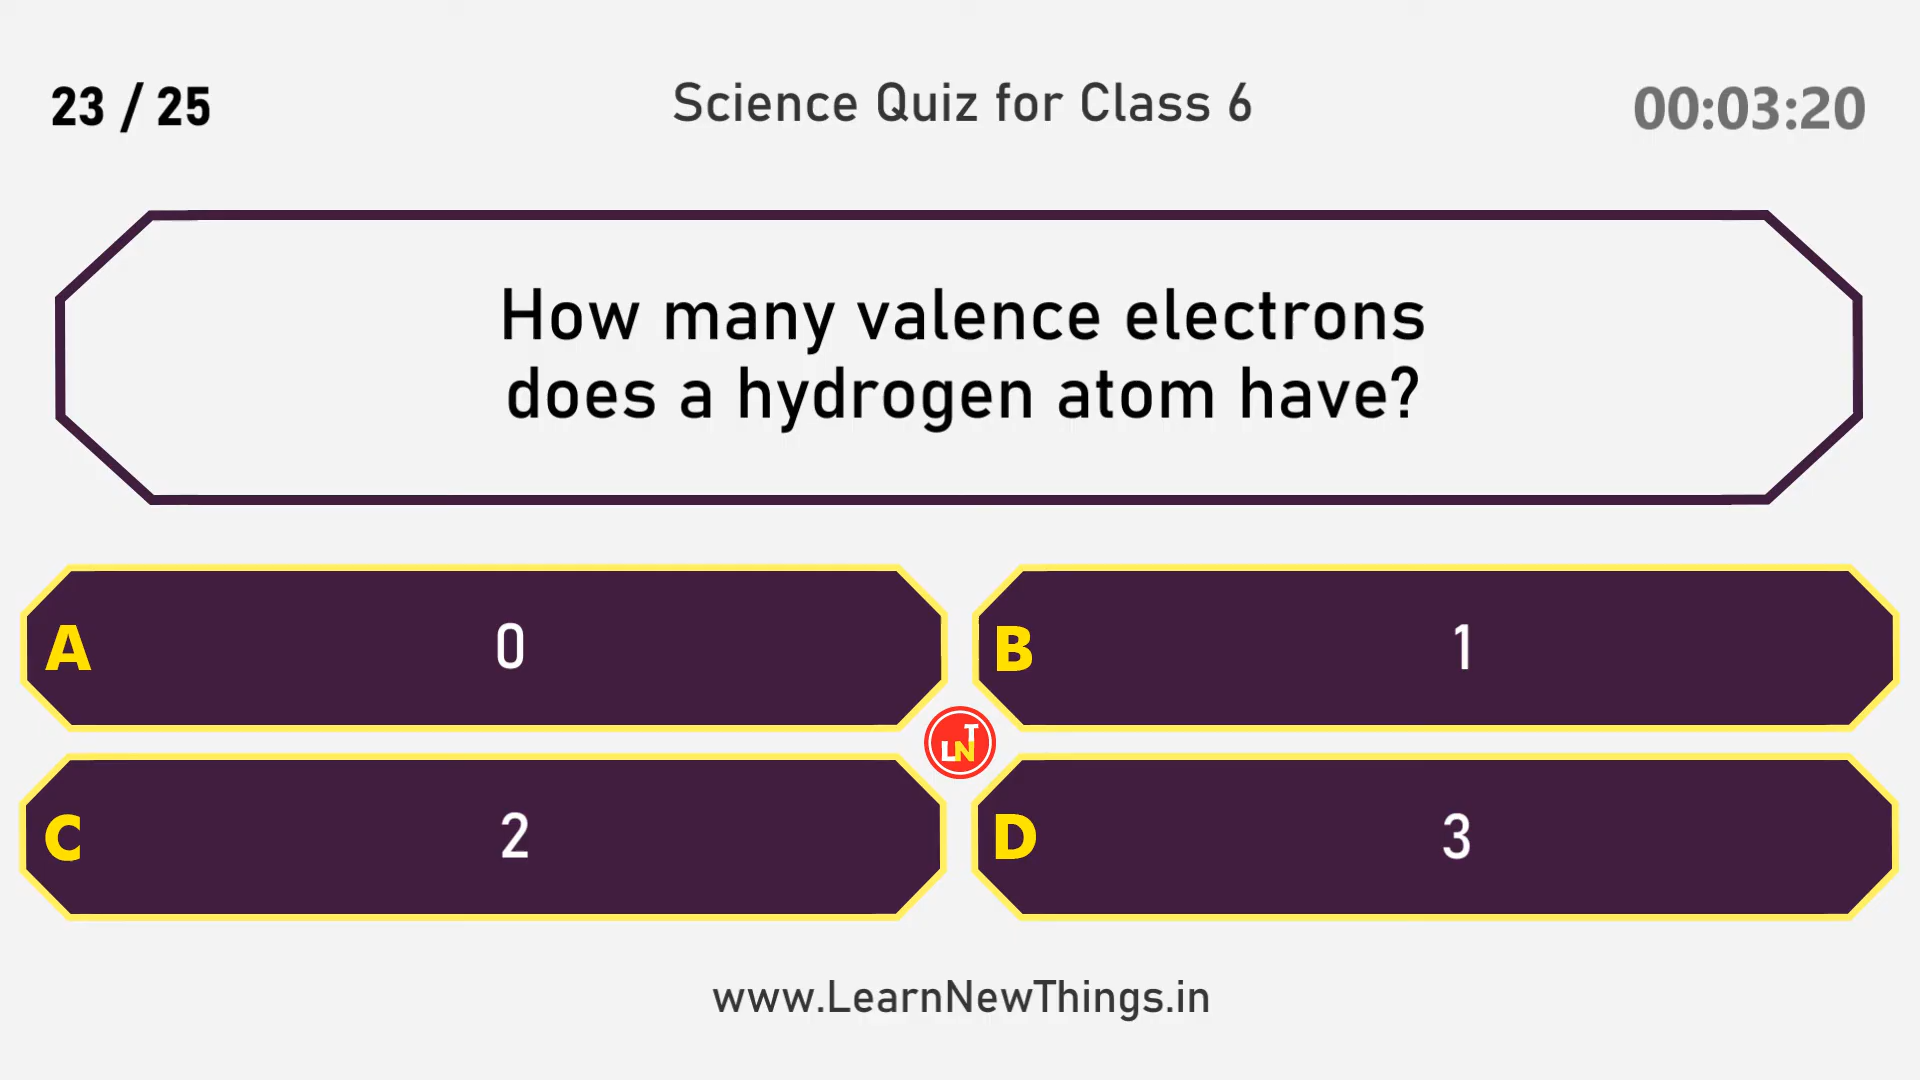 23 / 25
Science Quiz for Class 6
00:03:20
How many valence electrons
does a hydrogen atom have?
A 0
B 1
LNT
C 2
D 3
www.LearnNewThings.in